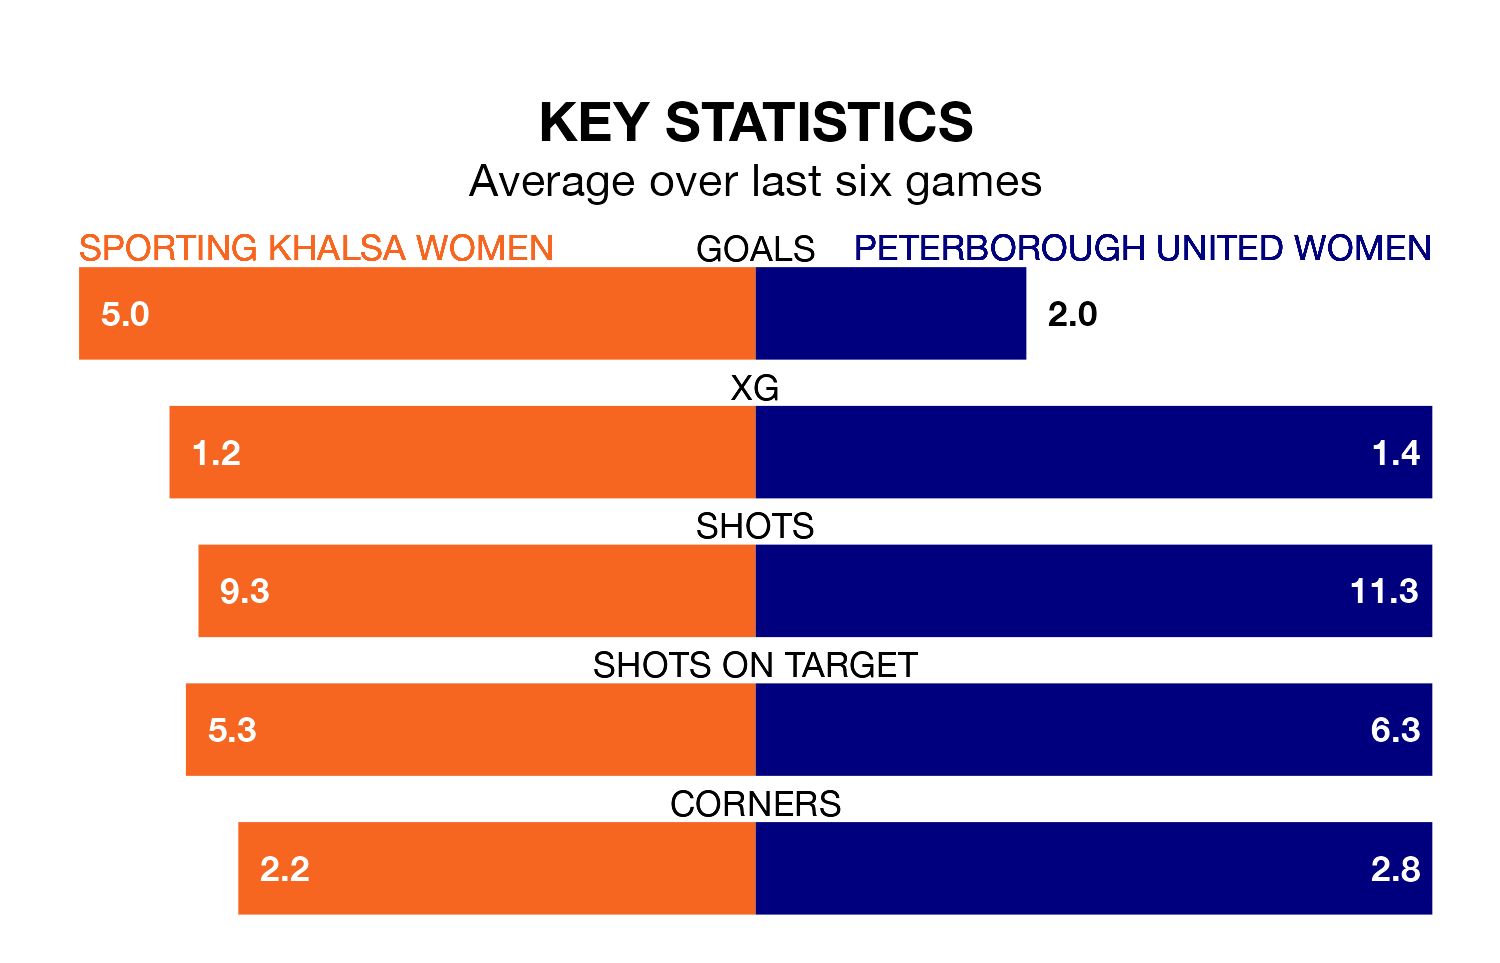 KEY STATISTICS
Average over last six games
SPORTING KHALSA WOMEN GOALS PETERBOROUGH UNITED WOMEN
5.0 2.0
XG
1.2 1.4
SHOTS
9.3 11.3
SHOTS ON TARGET
5.3 6.3
CORNERS
2.2 2.8